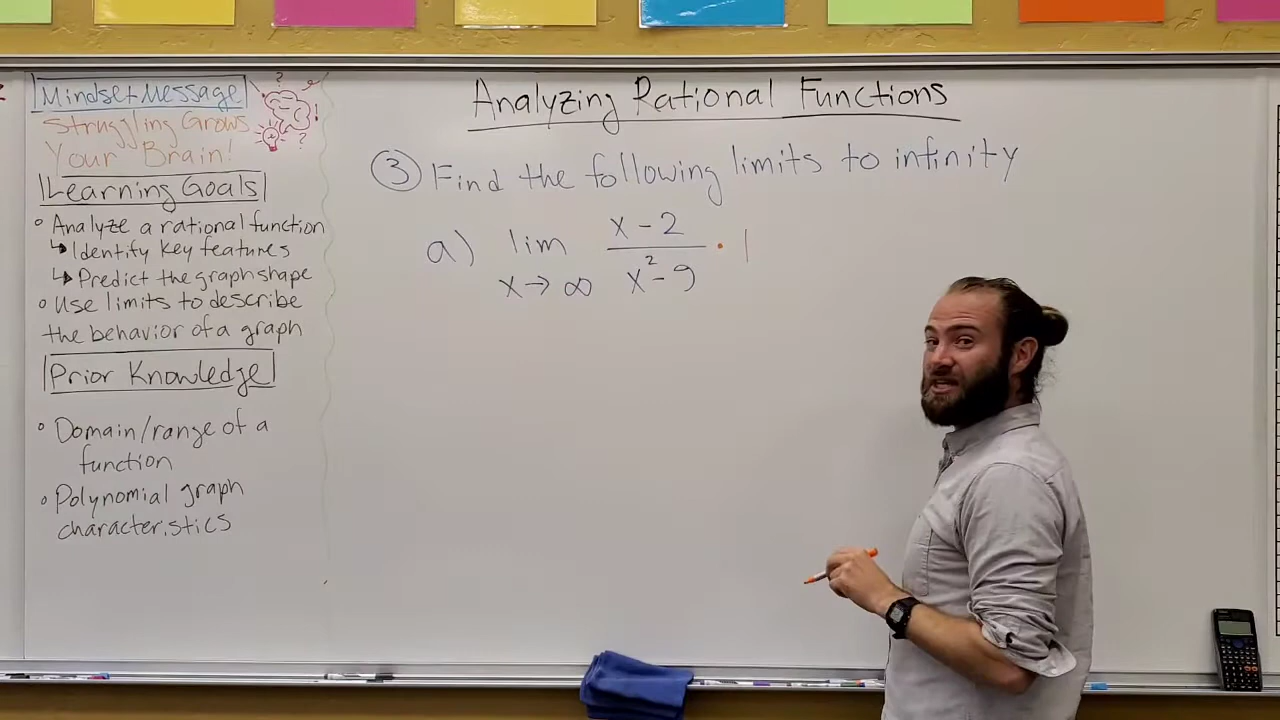 Mindset Message
Struggling Grows
Your Brain!
Learning Goals
Analyze a rational function
↳ Identify key features
↳ Predict the graph shape
Use limits to describe
the behavior of a graph
Prior Knowledge
Domain/range of a
function
Polynomial graph
characteristics
Analyzing Rational Functions
③ Find the following limits to infinity
a) lim x - 2 · 1
x → ∞ x² - 9